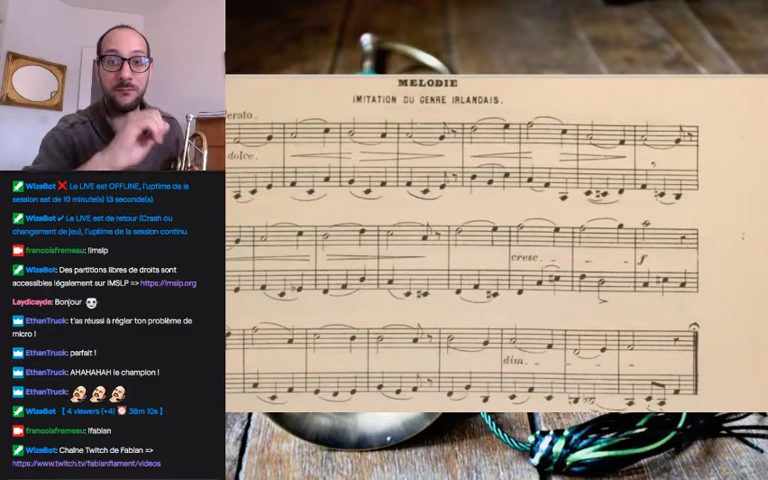 MELODIE
IMITATION DU GENRE IRLANDAIS.
erato.
dolce.
cresc.
f
dim.
WizeBot ❌ Le LIVE est OFFLINE, l'uptime de la
session est de 10 minute(s) 13 seconde(s).
WizeBot ✔ Le LIVE est de retour (Crash ou
changement de jeu), l'uptime de la session continu.
francoisfremeau: !imslp
WizeBot: Des partitions libres de droits sont
accessibles légalement sur IMSLP => https://imslp.org
Laydicayde: Bonjour
EthanTruck: t'as réussi à régler ton problème de
micro !
EthanTruck: parfait !
EthanTruck: AHAHAHAH le champion !
EthanTruck:
WizeBot 【 4 viewers (+4) ⏰ 38m 10s 】
francoisfremeau: !fabian
WizeBot: Chaîne Twitch de Fabian =>
https://www.twitch.tv/fabianflament/videos